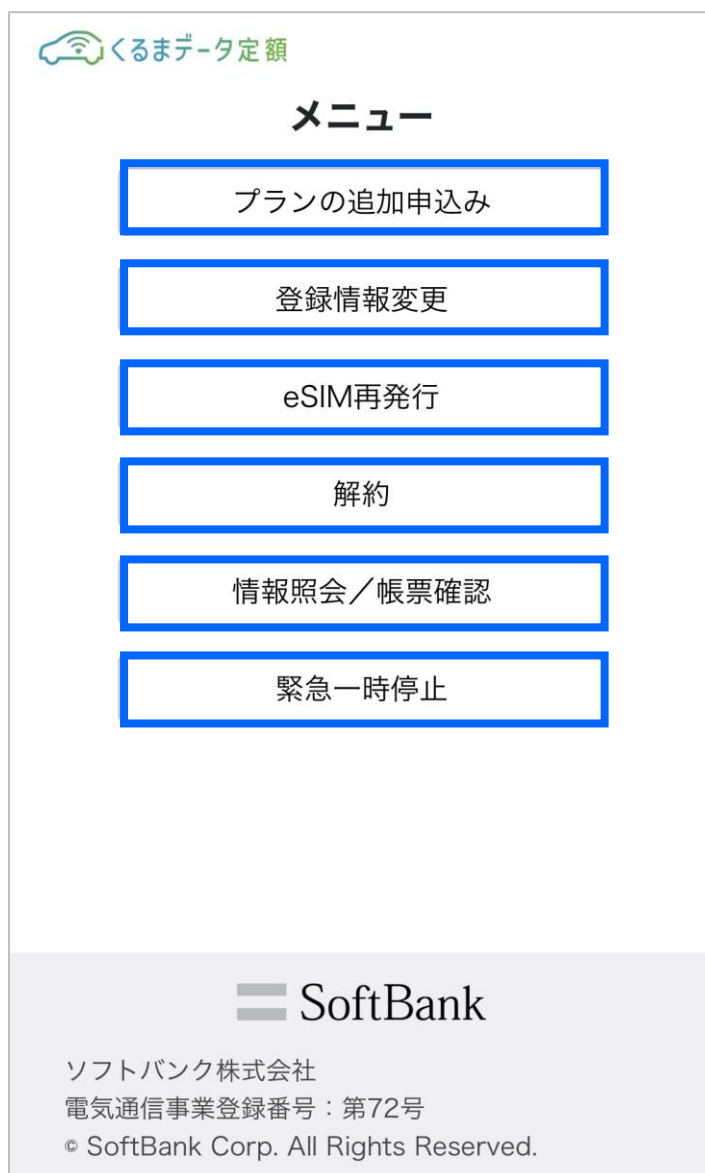 くるまデータ定額
メニュー
プランの追加申込み
登録情報変更
eSIM再発行
解約
情報照会／帳票確認
緊急一時停止
SoftBank
ソフトバンク株式会社
電気通信事業登録番号：第72号
© SoftBank Corp. All Rights Reserved.